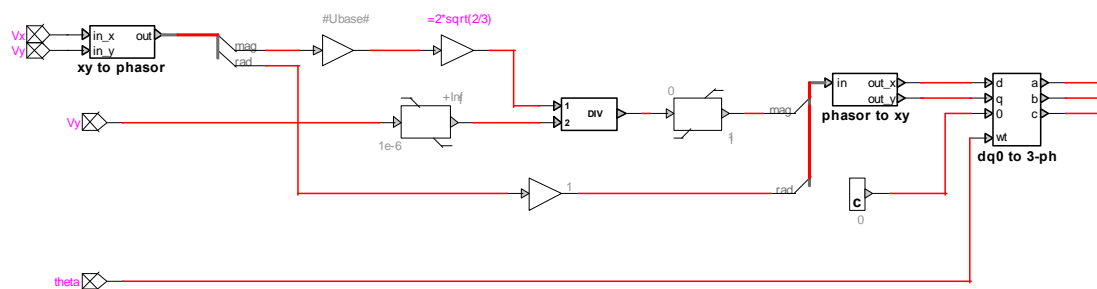 #Ubase#
=2*sqrt(2/3)
Vx
in_x
out
Vy
in_y
mag
rad
xy to phasor
+Inf
1e-6
Vy
1
2
DIV
0
1
mag
rad
1
in
out_x
out_y
phasor to xy
d
a
q
b
0
c
wt
dq0 to 3-ph
c
0
theta